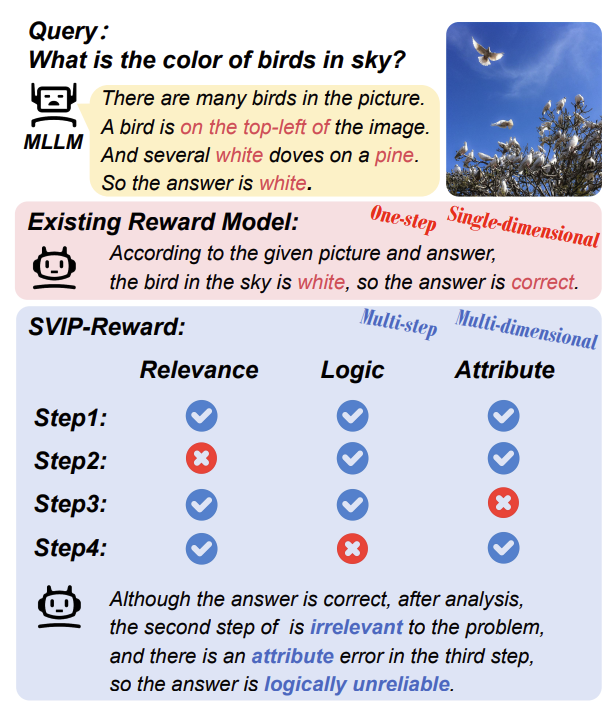 Query:
What is the color of birds in sky?
MLLM
There are many birds in the picture.
A bird is on the top-left of the image.
And several white doves on a pine.
So the answer is white.
Existing Reward Model:
One-step
Single-dimensional
According to the given picture and answer,
the bird in the sky is white, so the answer is correct.
SVIP-Reward:
Multi-step
Multi-dimensional
Relevance Logic Attribute
Step1:
Step2:
Step3:
Step4:
Although the answer is correct, after analysis,
the second step of is irrelevant to the problem,
and there is an attribute error in the third step,
so the answer is logically unreliable.